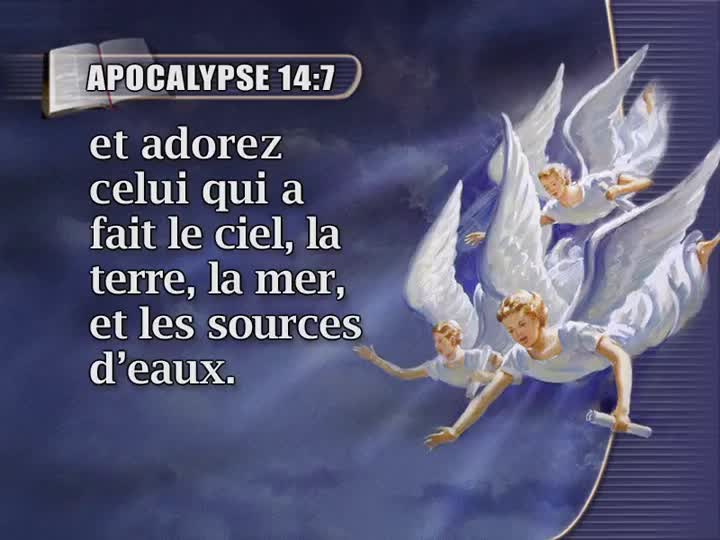 APOCALYPSE 14:7
et adorez
celui qui a
fait le ciel, la
terre, la mer,
et les sources
d’eaux.